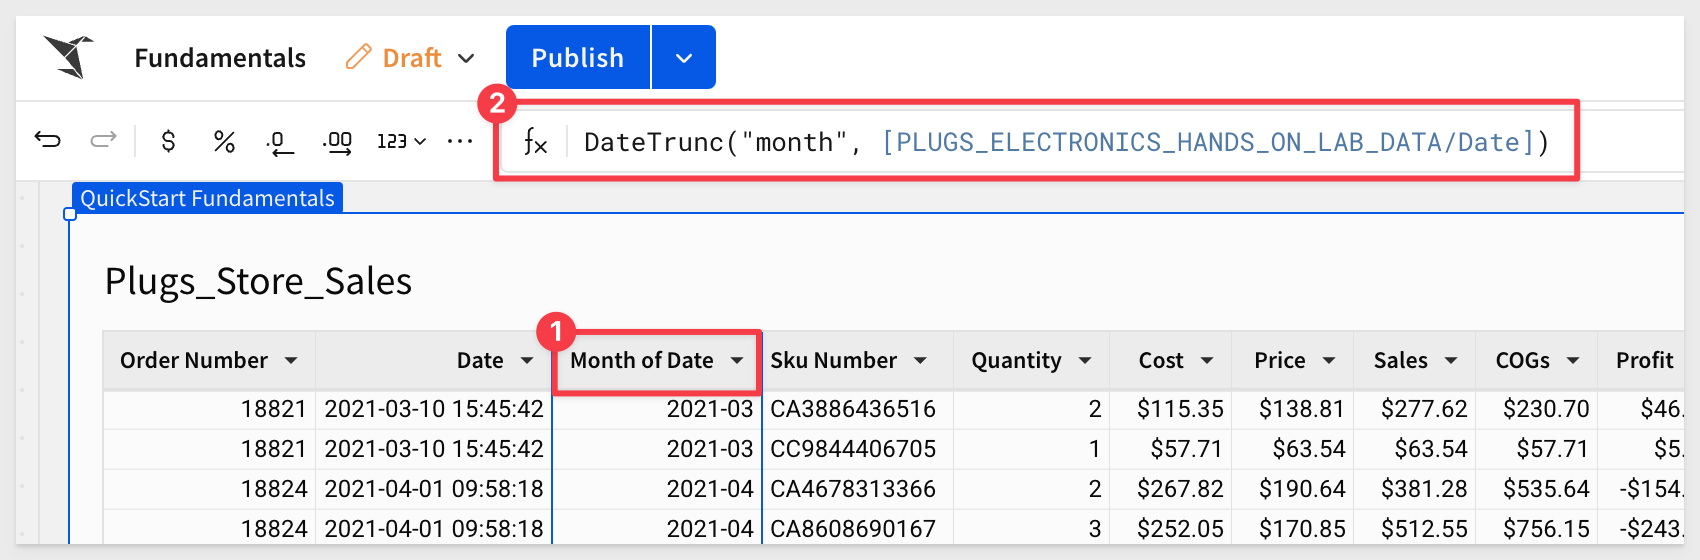 Fundamentals Draft Publish
2
$ % .0 .00 123 ... fx DateTrunc("month", [PLUGS_ELECTRONICS_HANDS_ON_LAB_DATA/Date])
QuickStart Fundamentals
Plugs_Store_Sales
1
Order Number Date Month of Date Sku Number Quantity Cost Price Sales COGs Profit
18821 2021-03-10 15:45:42 2021-03 CA3886436516 2 $115.35 $138.81 $277.62 $230.70 $46.
18821 2021-03-10 15:45:42 2021-03 CC9844406705 1 $57.71 $63.54 $63.54 $57.71 $5.
18824 2021-04-01 09:58:18 2021-04 CA4678313366 2 $267.82 $190.64 $381.28 $535.64 -$154.
18824 2021-04-01 09:58:18 2021-04 CA8608690167 3 $252.05 $170.85 $512.55 $756.15 -$243.